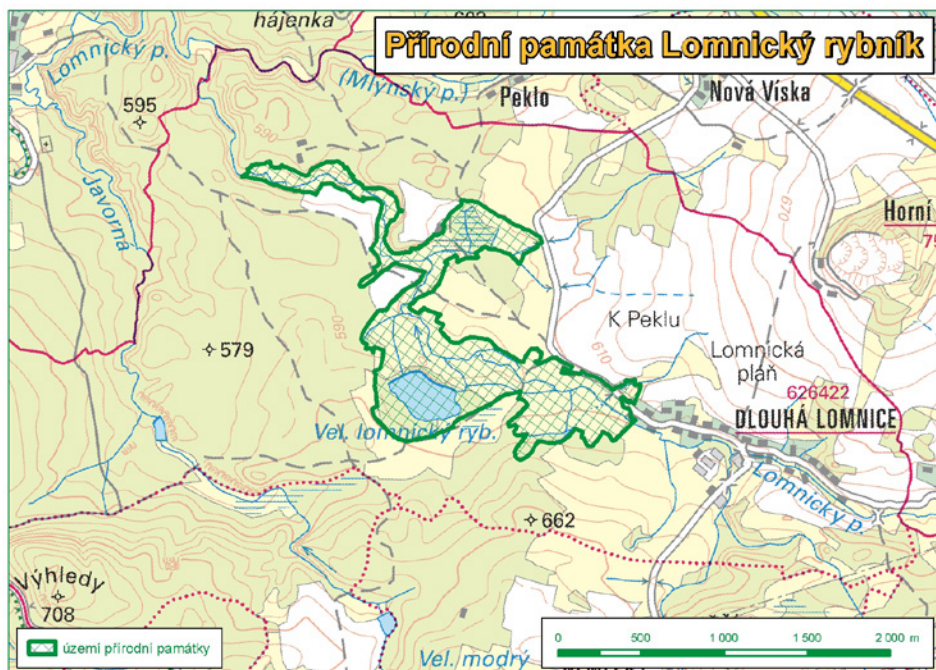 Přírodní památka Lomnický rybník
hájenka
Lomnický p.
(Mlýnský p.)
Peklo
Nová Víska
595
590
Javorná
670
Horní
K Peklu
579
590
610
Lomnická
pláň
626422
DLOUHÁ LOMNICE
Vel. lomnický ryb.
Lomnický p.
662
Výhledy
708
území přírodní památky
Vel. modrý
0 500 1 000 1 500 2 000 m